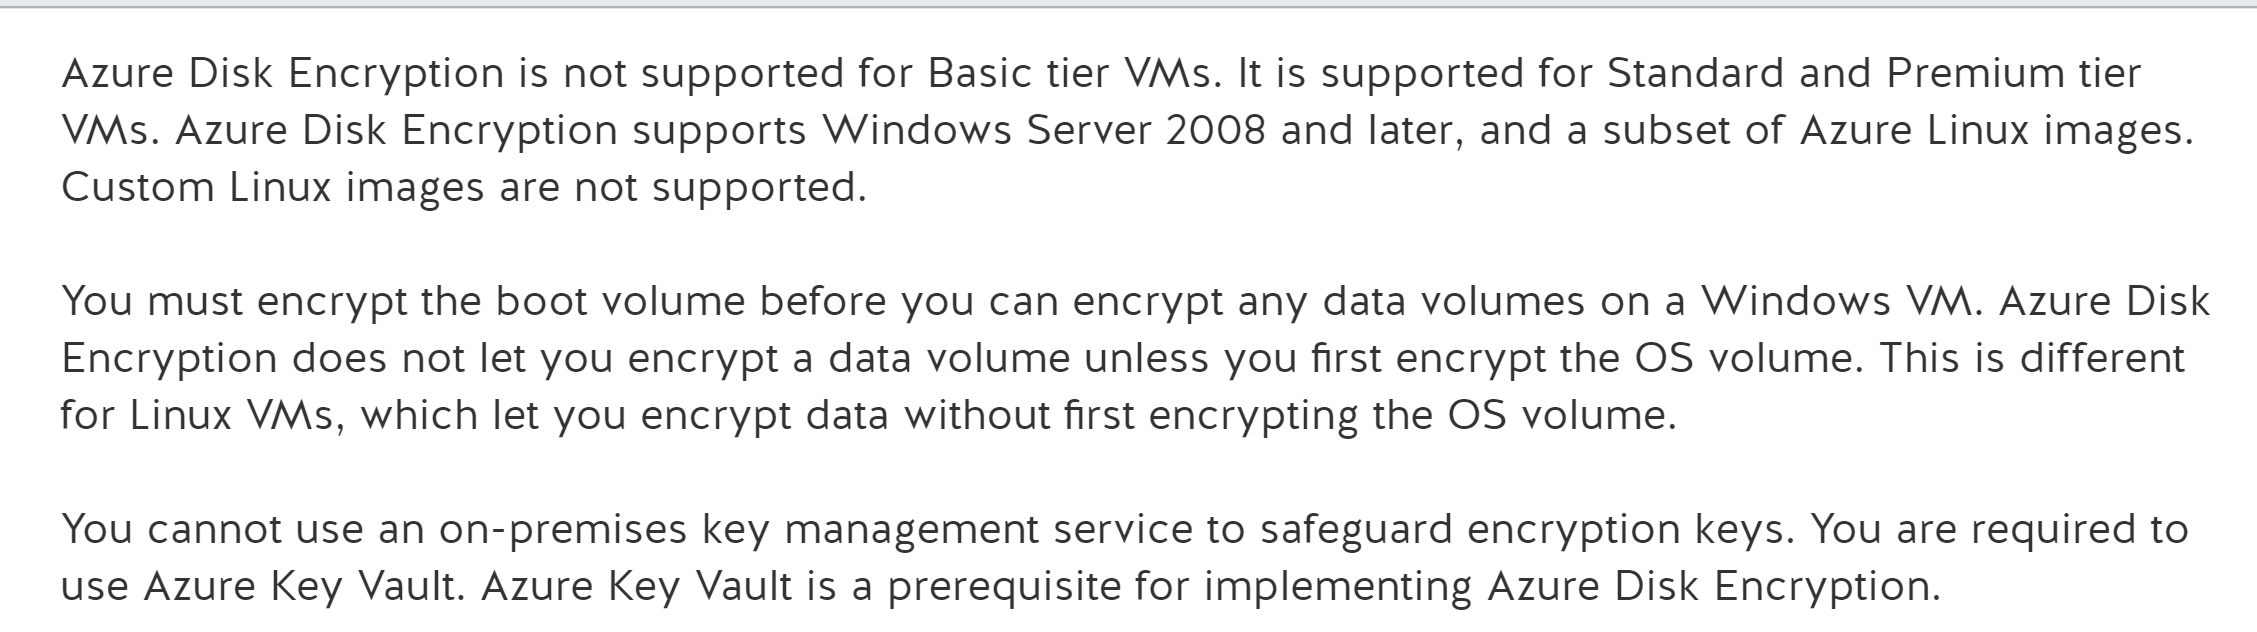 Azure Disk Encryption is not supported for Basic tier VMs. It is supported for Standard and Premium tier
VMs. Azure Disk Encryption supports Windows Server 2008 and later, and a subset of Azure Linux images.
Custom Linux images are not supported.
You must encrypt the boot volume before you can encrypt any data volumes on a Windows VM. Azure Disk
Encryption does not let you encrypt a data volume unless you first encrypt the OS volume. This is different
for Linux VMs, which let you encrypt data without first encrypting the OS volume.
You cannot use an on-premises key management service to safeguard encryption keys. You are required to
use Azure Key Vault. Azure Key Vault is a prerequisite for implementing Azure Disk Encryption.